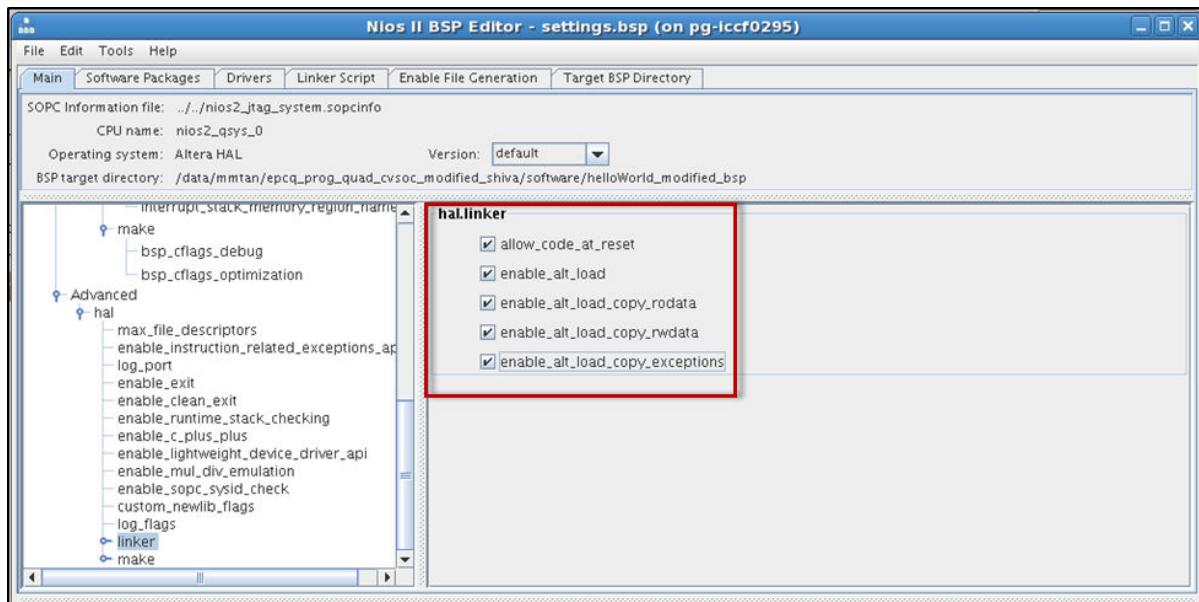 Nios II BSP Editor - settings.bsp (on pg-iccf0295)
File Edit Tools Help
Main Software Packages Drivers Linker Script Enable File Generation Target BSP Directory
SOPC Information file: ../../nios2_jtag_system.sopcinfo
CPU name: nios2_qsys_0
Operating system: Altera HAL Version: default
BSP target directory: /data/mmtan/epcq_prog_quad_cvsoc_modified_shiva/software/helloWorld_modified_bsp
interrupt_stack_memory_region_name
make
bsp_cflags_debug
bsp_cflags_optimization
Advanced
hal
max_file_descriptors
enable_instruction_related_exceptions_ap
log_port
enable_exit
enable_clean_exit
enable_runtime_stack_checking
enable_c_plus_plus
enable_lightweight_device_driver_api
enable_mul_div_emulation
enable_sopc_sysid_check
custom_newlib_flags
log_flags
linker
make
hal.linker
allow_code_at_reset
enable_alt_load
enable_alt_load_copy_rodata
enable_alt_load_copy_rwdata
enable_alt_load_copy_exceptions